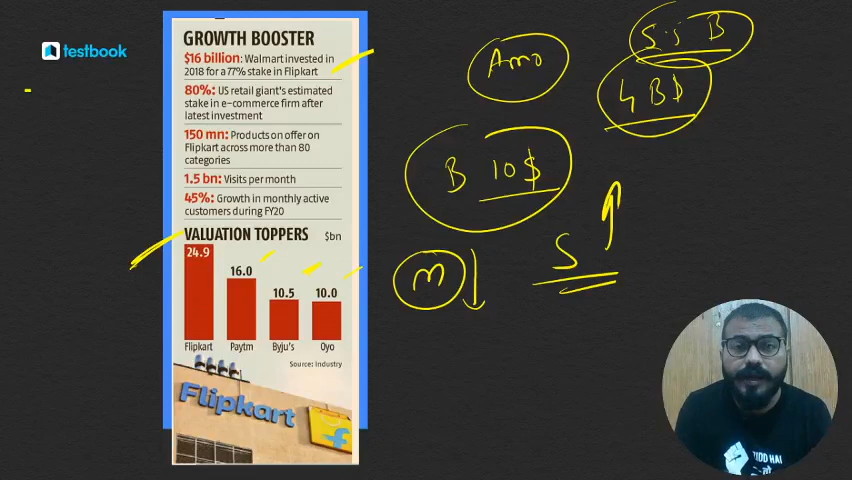 testbook
GROWTH BOOSTER
$16 billion: Walmart invested in
2018 for a 77% stake in Flipkart
80%: US retail giant's estimated
stake in e-commerce firm after
latest investment
150 mn: Products on offer on
Flipkart across more than 80
categories
1.5 bn: Visits per month
45%: Growth in monthly active
customers during FY20
VALUATION TOPPERS $bn
24.9
16.0
10.5
10.0
Flipkart Paytm Byju's Oyo
Source: Industry
Flipkart
f
Amo
5.5 B
4 B$
B 10 $
m
S